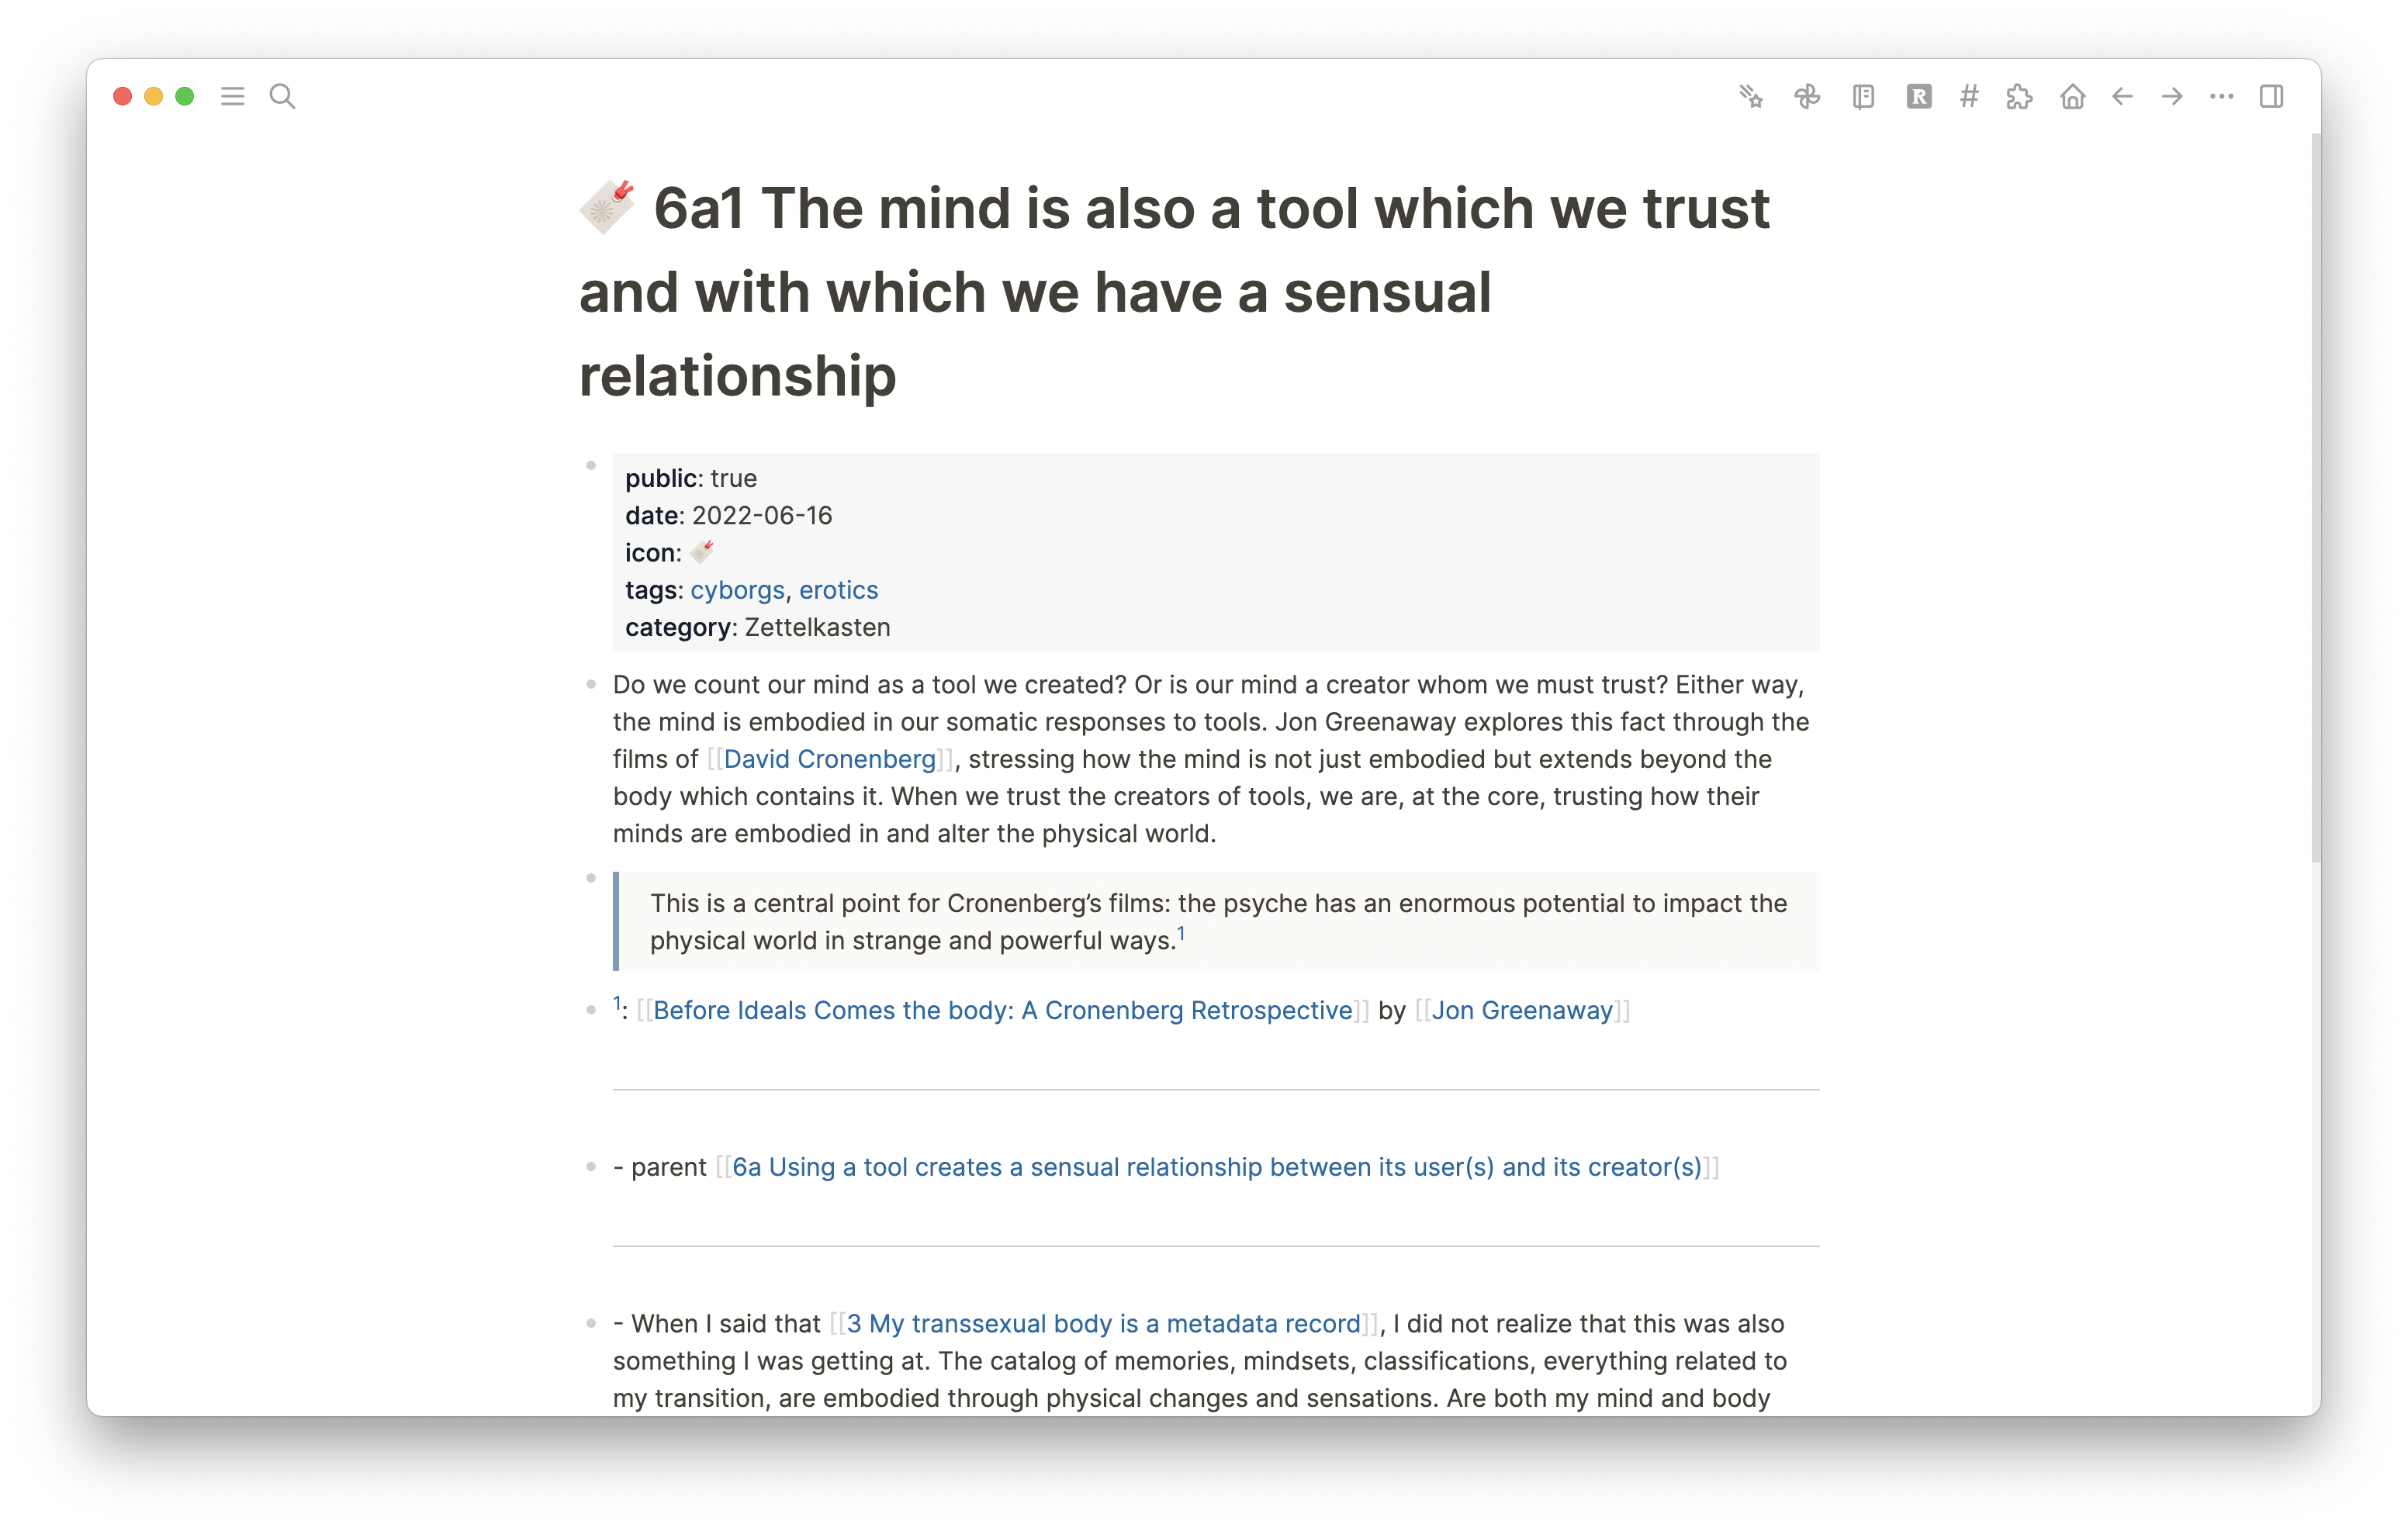 6a1 The mind is also a tool which we trust
and with which we have a sensual
relationship
public: true
date: 2022-06-16
icon: 🏷️
tags: cyborgs, erotics
category: Zettelkasten
Do we count our mind as a tool we created? Or is our mind a creator whom we must trust? Either way,
the mind is embodied in our somatic responses to tools. Jon Greenaway explores this fact through the
films of [[David Cronenberg]], stressing how the mind is not just embodied but extends beyond the
body which contains it. When we trust the creators of tools, we are, at the core, trusting how their
minds are embodied in and alter the physical world.
This is a central point for Cronenberg’s films: the psyche has an enormous potential to impact the
physical world in strange and powerful ways.1
1: [[Before Ideals Comes the body: A Cronenberg Retrospective]] by [[Jon Greenaway]]
- parent [[6a Using a tool creates a sensual relationship between its user(s) and its creator(s)]]
- When I said that [[3 My transsexual body is a metadata record]], I did not realize that this was also
something I was getting at. The catalog of memories, mindsets, classifications, everything related to
my transition, are embodied through physical changes and sensations. Are both my mind and body